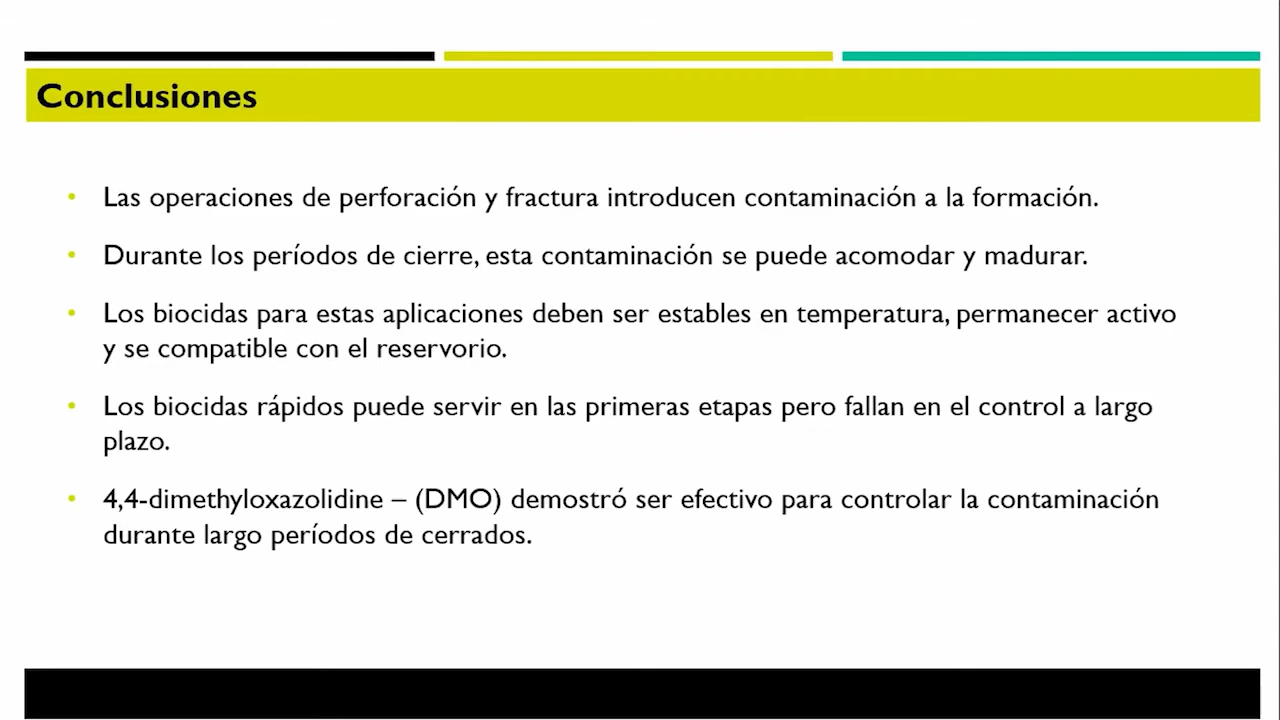 Conclusiones
• Las operaciones de perforación y fractura introducen contaminación a la formación.
• Durante los períodos de cierre, esta contaminación se puede acomodar y madurar.
• Los biocidas para estas aplicaciones deben ser estables en temperatura, permanecer activo
y se compatible con el reservorio.
• Los biocidas rápidos puede servir en las primeras etapas pero fallan en el control a largo
plazo.
• 4,4-dimethyloxazolidine – (DMO) demostró ser efectivo para controlar la contaminación
durante largo períodos de cerrados.